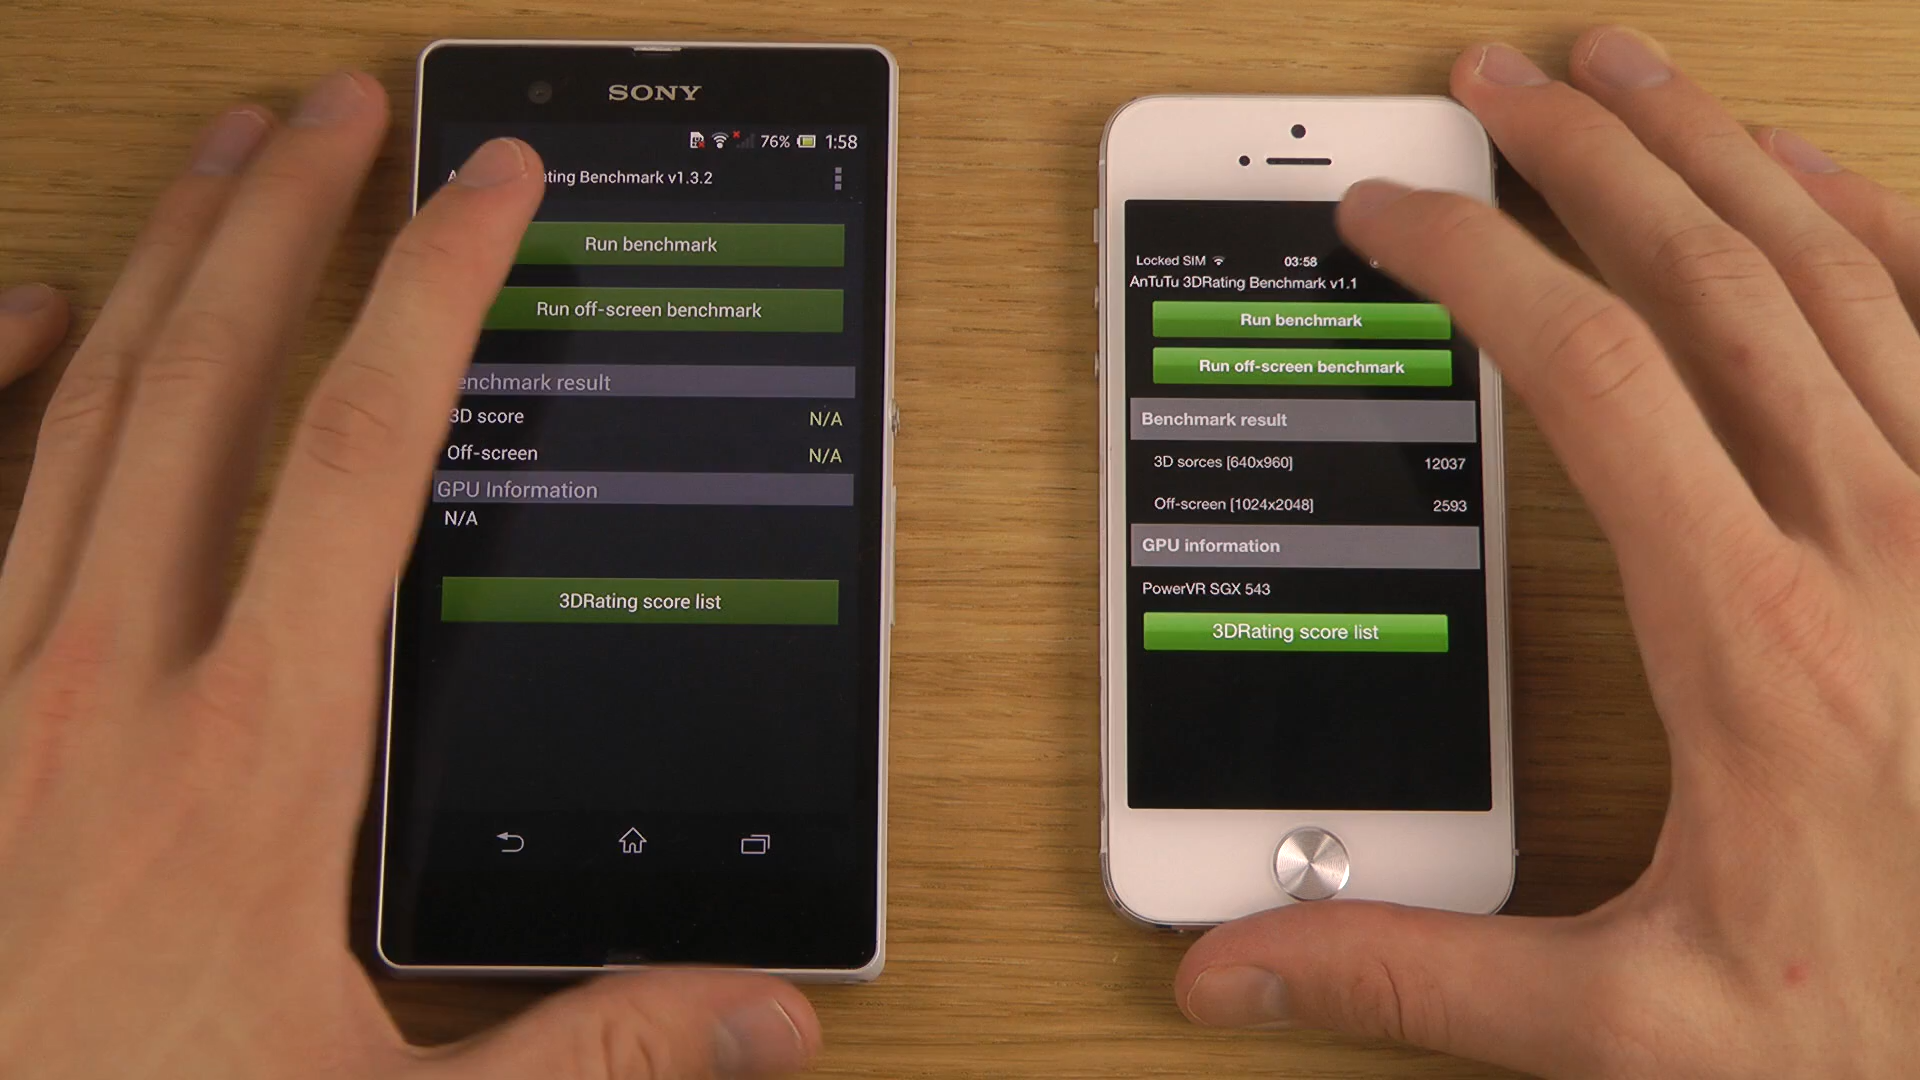 SONY
76% 1:58
ating Benchmark v1.3.2
Run benchmark
Run off-screen benchmark
enchmark result
3D score N/A
Off-screen N/A
GPU Information
N/A
3DRating score list
Locked SIM 03:58
AnTuTu 3DRating Benchmark v1.1
Run benchmark
Run off-screen benchmark
Benchmark result
3D sorces [640x960] 12037
Off-screen [1024x2048] 2593
GPU information
PowerVR SGX 543
3DRating score list